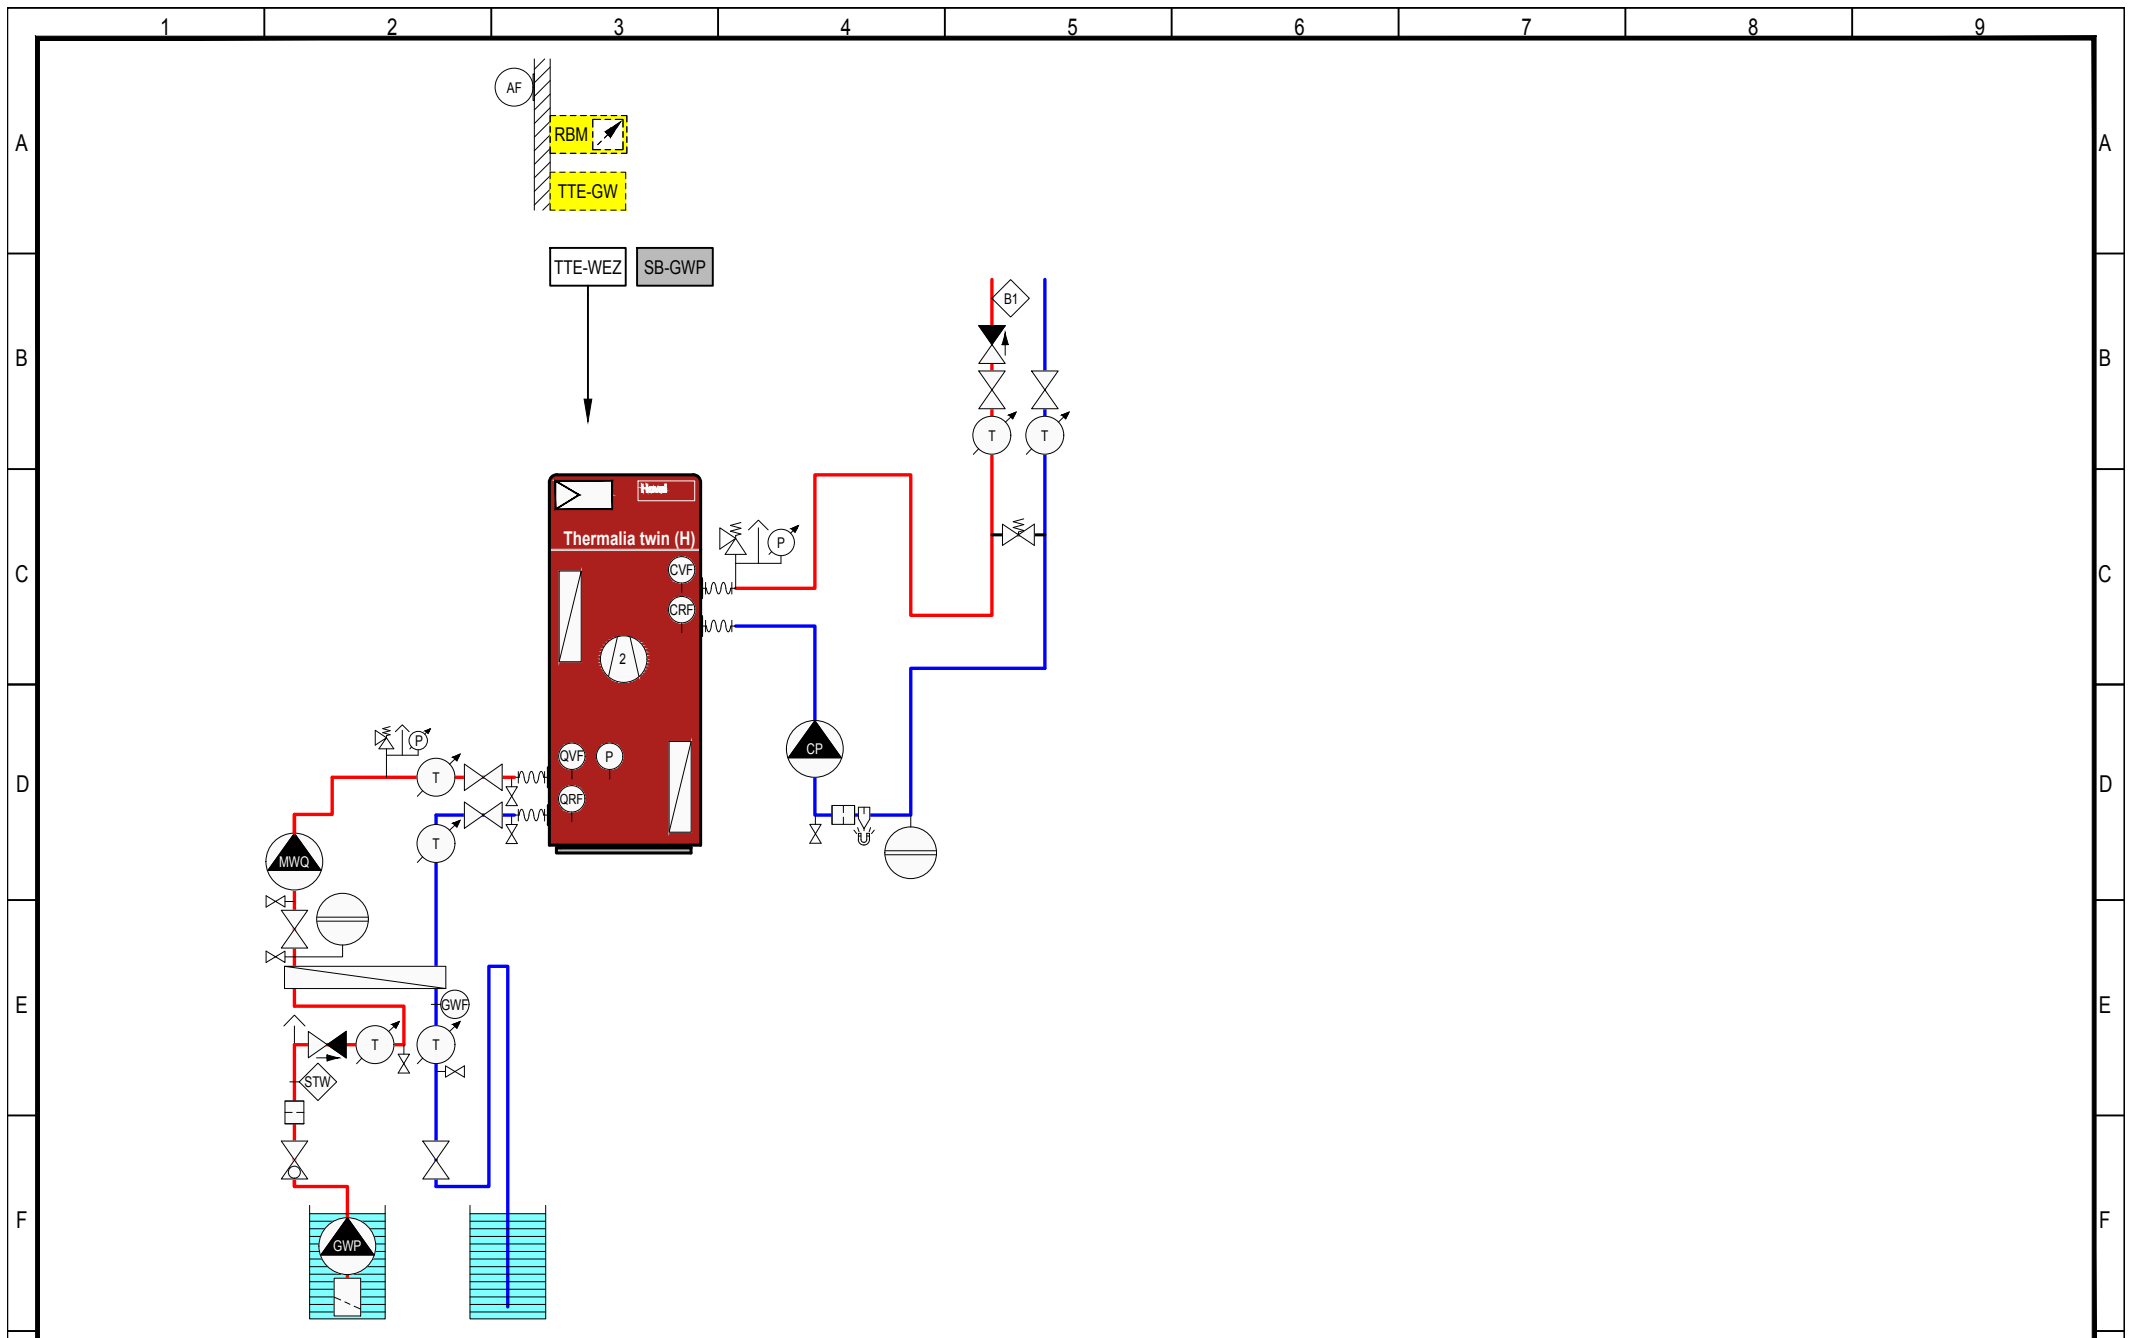 1 2 3 4 5 6 7 8 9
AF
A RBM A
TTE-GW
TTE-WEZ SB-GWP
B1
B B
T T
Hoval
Thermalia twin (H)
P
CVF
C C
CRF
2
P
CP
QVF P
T
D D
QRF
T
MWQ
GWF
E E
T T
STW
F F
GWP